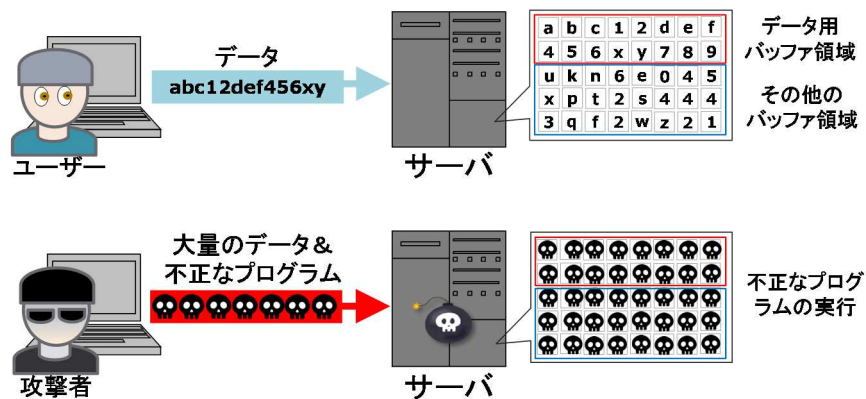 データ
abc12def456xy
ユーザー
サーバ
a b c 1 2 d e f
4 5 6 x y 7 8 9
u k n 6 e 0 4 5
x p t 2 s 4 4 4
3 q f 2 w z 2 1
データ用
バッファ領域
その他の
バッファ領域
大量のデータ&
不正なプログラム
攻撃者
サーバ
不正なプログ
ラムの実行